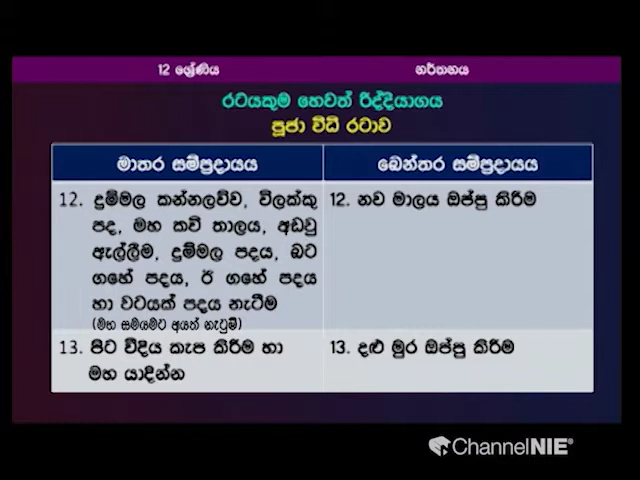 12 ශ්‍රේණිය
නර්තනය
රටයකුම හෙවත් රිද්දියාගය
පූජා විධි රටාව
මාතර සම්ප්‍රදායය
බෙන්තර සම්ප්‍රදායය
12. දුම්මල කන්නලව්ව, විලක්කු
පද, මහ කවි තාලය, අඩව්
ඇල්ලීම, දුම්මල පදය, බට
ගහේ පදය, ඊ ගහේ පදය
හා වටයක් පදය නැටීම
(මහ සමයමට අයත් නැටුම්)
12. නව මාලය ඔප්පු කිරීම
13. පිට වීදිය කැප කිරීම හා
මහ යාදින්න
13. දළු මුර ඔප්පු කිරීම
ChannelNIE®